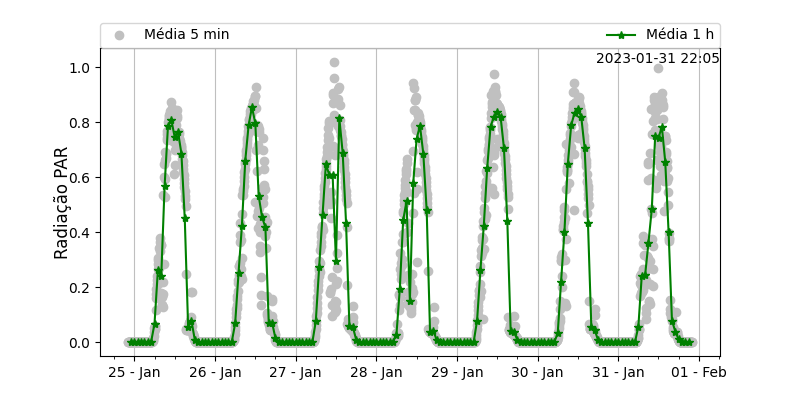 Média 5 min
Média 1 h
2023-01-31 22:05
Radiação PAR
1.0
0.8
0.6
0.4
0.2
0.0
25 - Jan
26 - Jan
27 - Jan
28 - Jan
29 - Jan
30 - Jan
31 - Jan
01 - Feb